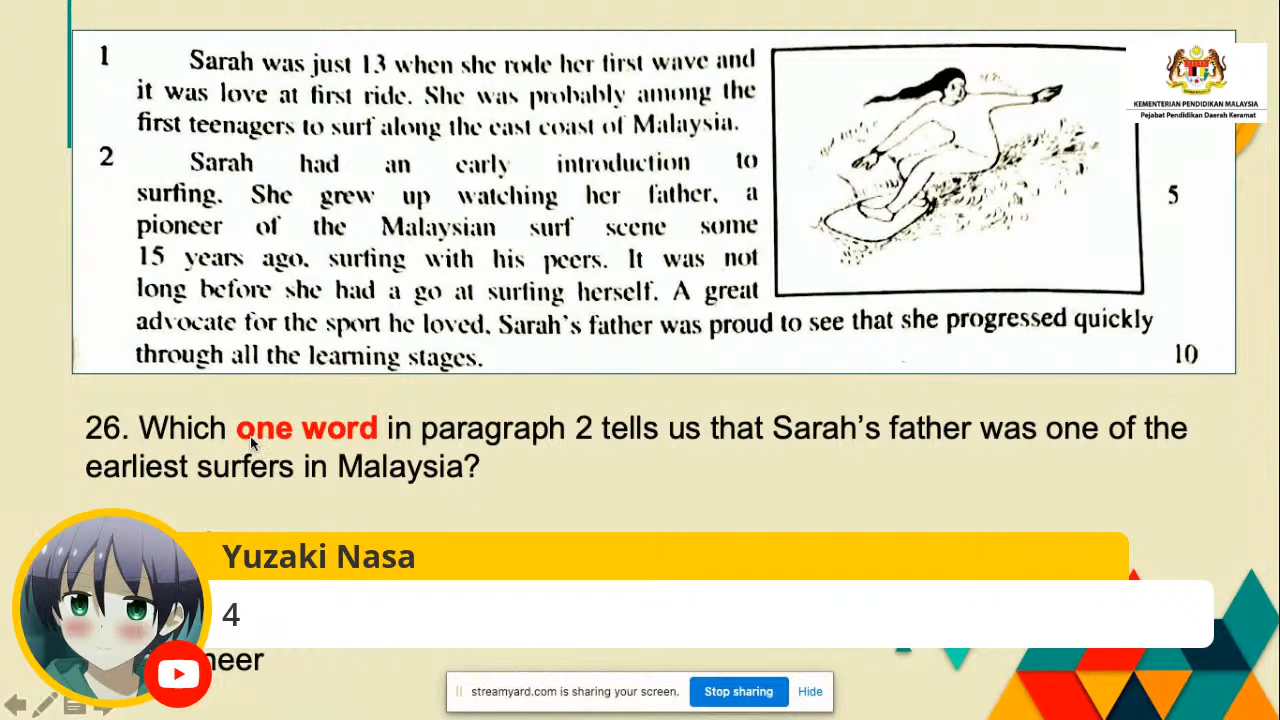 1 Sarah was just 13 when she rode her first wave and
it was love at first ride. She was probably among the
first teenagers to surf along the east coast of Malaysia.
2 Sarah had an early introduction to
surfing. She grew up watching her father, a
5
pioneer of the Malaysian surf scene some
15 years ago, surfing with his peers. It was not
long before she had a go at surfing herself. A great
advocate for the sport he loved, Sarah's father was proud to see that she progressed quickly
through all the learning stages.
10
KEMENTERIAN PENDIDIKAN MALAYSIA
Pejabat Pendidikan Daerah Keramat
26. Which one word in paragraph 2 tells us that Sarah's father was one of the
earliest surfers in Malaysia?
Yuzaki Nasa
4
neer
streamyard.com is sharing your screen. Stop sharing Hide